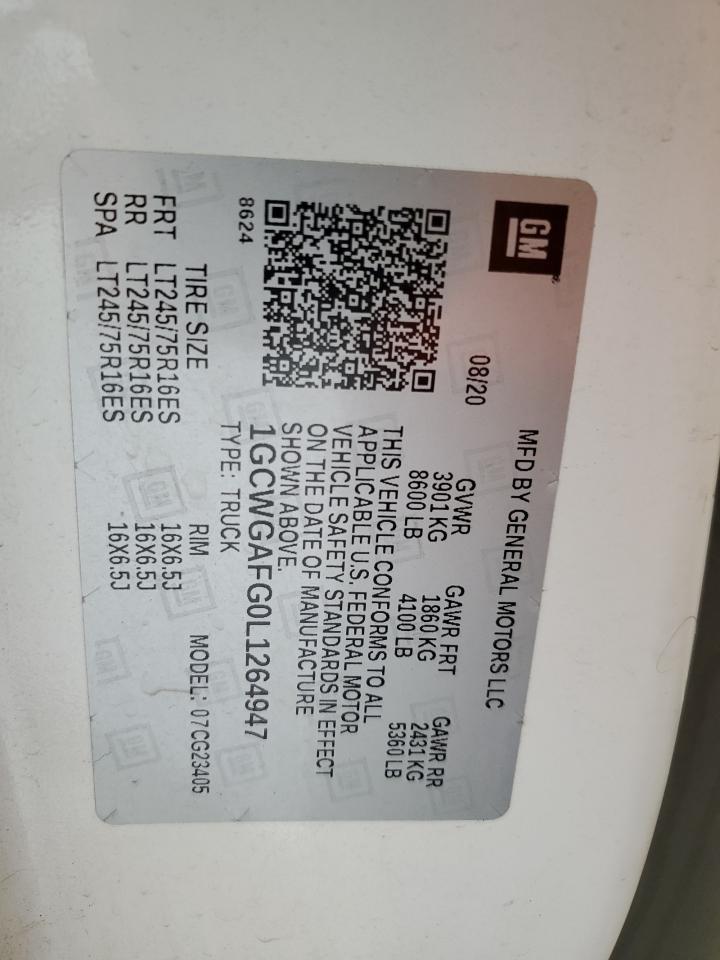 GM
MFD BY GENERAL MOTORS LLC
08/20
GVWR GAWR FRT GAWR RR
3901 KG 1860 KG 2431 KG
8600 LB 4100 LB 5360 LB
THIS VEHICLE CONFORMS TO ALL
APPLICABLE U.S. FEDERAL MOTOR
VEHICLE SAFETY STANDARDS IN EFFECT
ON THE DATE OF MANUFACTURE
SHOWN ABOVE.
1GCWGAFG0L1264947
8624
TYPE: TRUCK
TIRE SIZE RIM MODEL: 07CG23405
FRT LT245/75R16ES 16X6.5J
RR LT245/75R16ES 16X6.5J
SPA LT245/75R16ES 16X6.5J